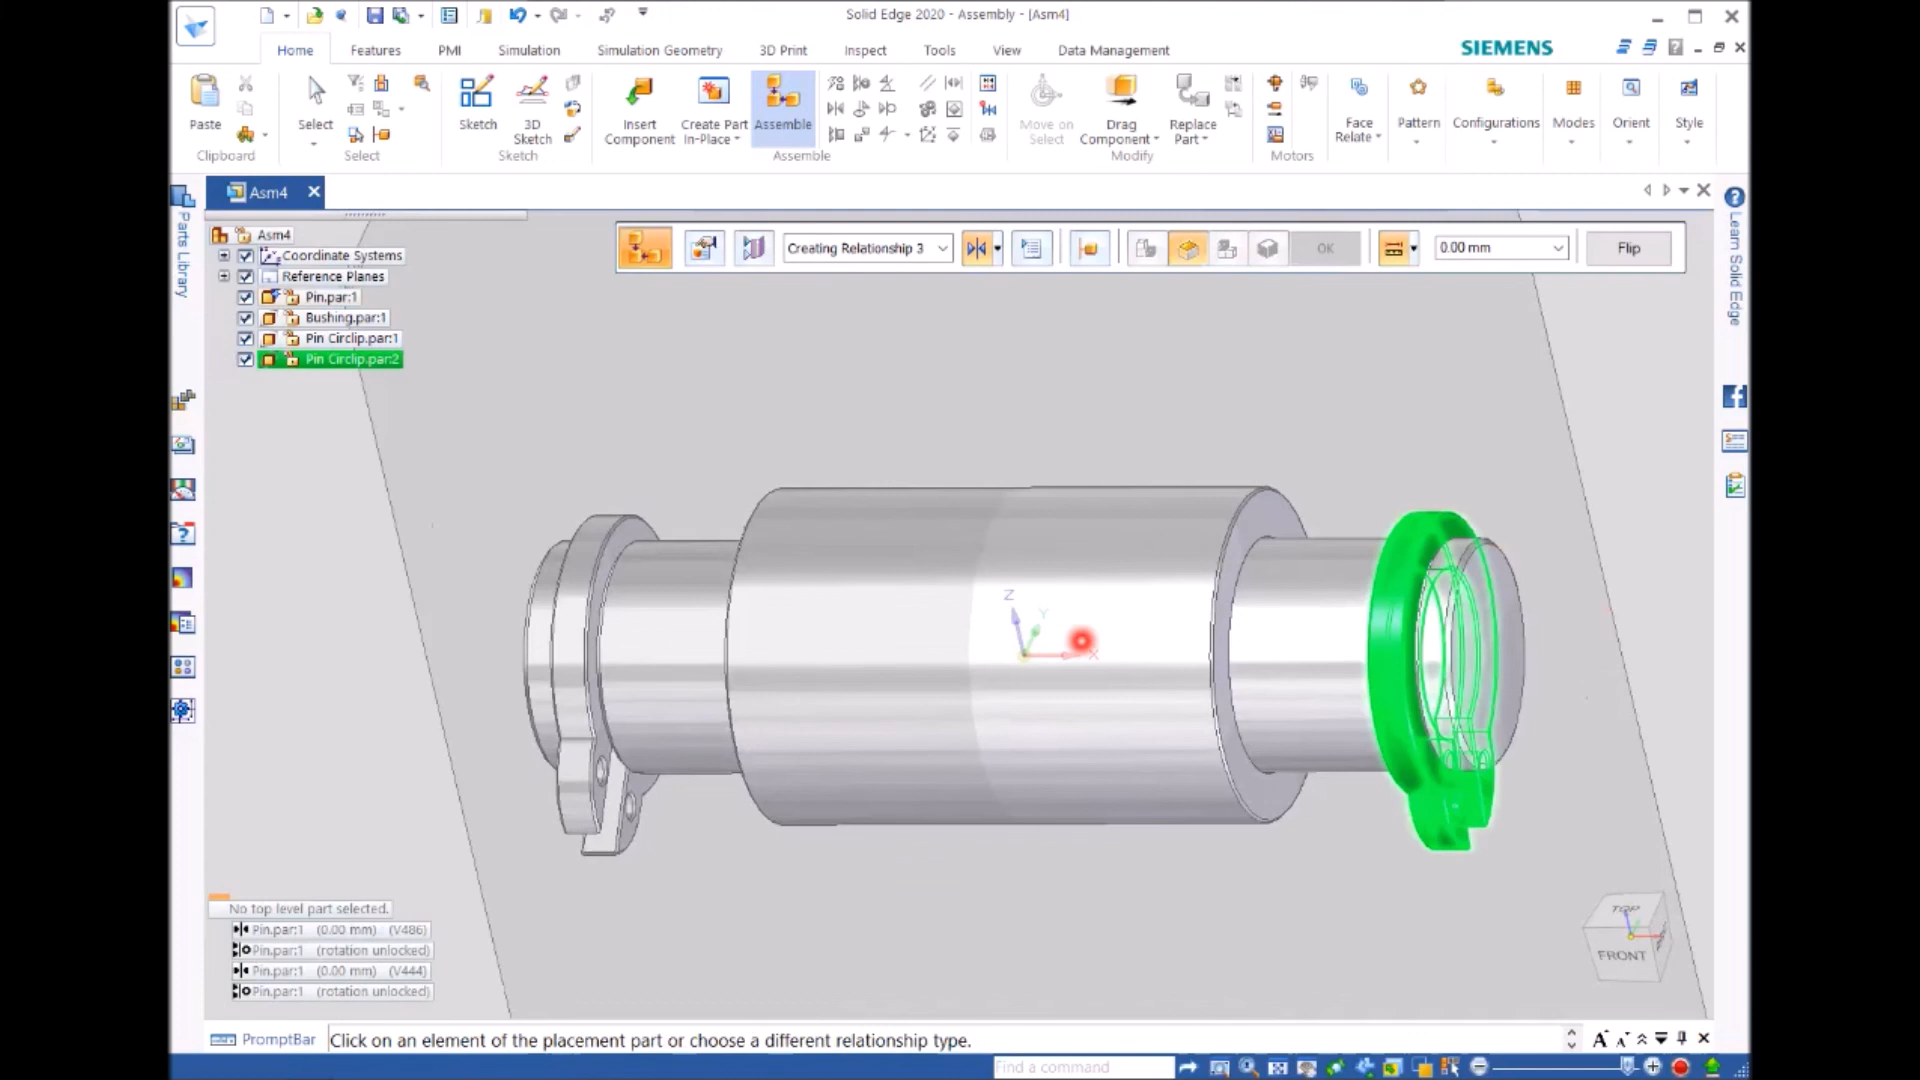 Solid Edge 2020 - Assembly - [Asm4]
Home
Features
PMI
Simulation
Simulation Geometry
3D Print
Inspect
Tools
View
Data Management
SIEMENS
Paste
Clipboard
Select
Select
Sketch
3D
Sketch
Sketch
Insert
Component
Create Part
In-Place
Assemble
Assemble
Move on
Select
Drag
Component
Replace
Part
Modify
Motors
Face
Relate
Pattern
Configurations
Modes
Orient
Style
Asm4
Parts Library
Learn Solid Edge
Creating Relationship 3
OK
0.00 mm
Flip
Asm4
Coordinate Systems
Reference Planes
Pin.par:1
Bushing.par:1
Pin Circlip.par:1
Pin Circlip.par:2
Z
Y
X
No top level part selected.
Pin.par:1 (0.00 mm) (V486)
Pin.par:1 (rotation unlocked)
Pin.par:1 (0.00 mm) (V444)
Pin.par:1 (rotation unlocked)
TOP
FRONT
PromptBar
Click on an element of the placement part or choose a different relationship type.
Find a command